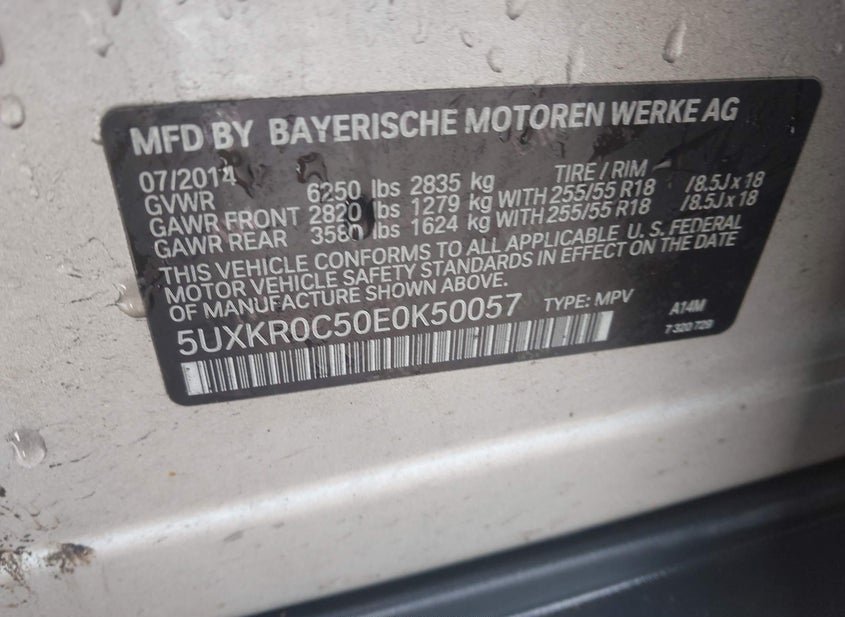 MFD BY BAYERISCHE MOTOREN WERKE AG
07/2014 TIRE / RIM
GVWR 6250 lbs 2835 kg
GAWR FRONT 2820 lbs 1279 kg WITH 255/55 R18 /8.5J x 18
GAWR REAR 3580 lbs 1624 kg WITH 255/55 R18 /8.5J x 18
THIS VEHICLE CONFORMS TO ALL APPLICABLE U. S. FEDERAL
MOTOR VEHICLE SAFETY STANDARDS IN EFFECT ON THE DATE
OF MANUFACTURE SHOWN ABOVE.
5UXKR0C50E0K50057 TYPE: MPV A14M
7 320 729